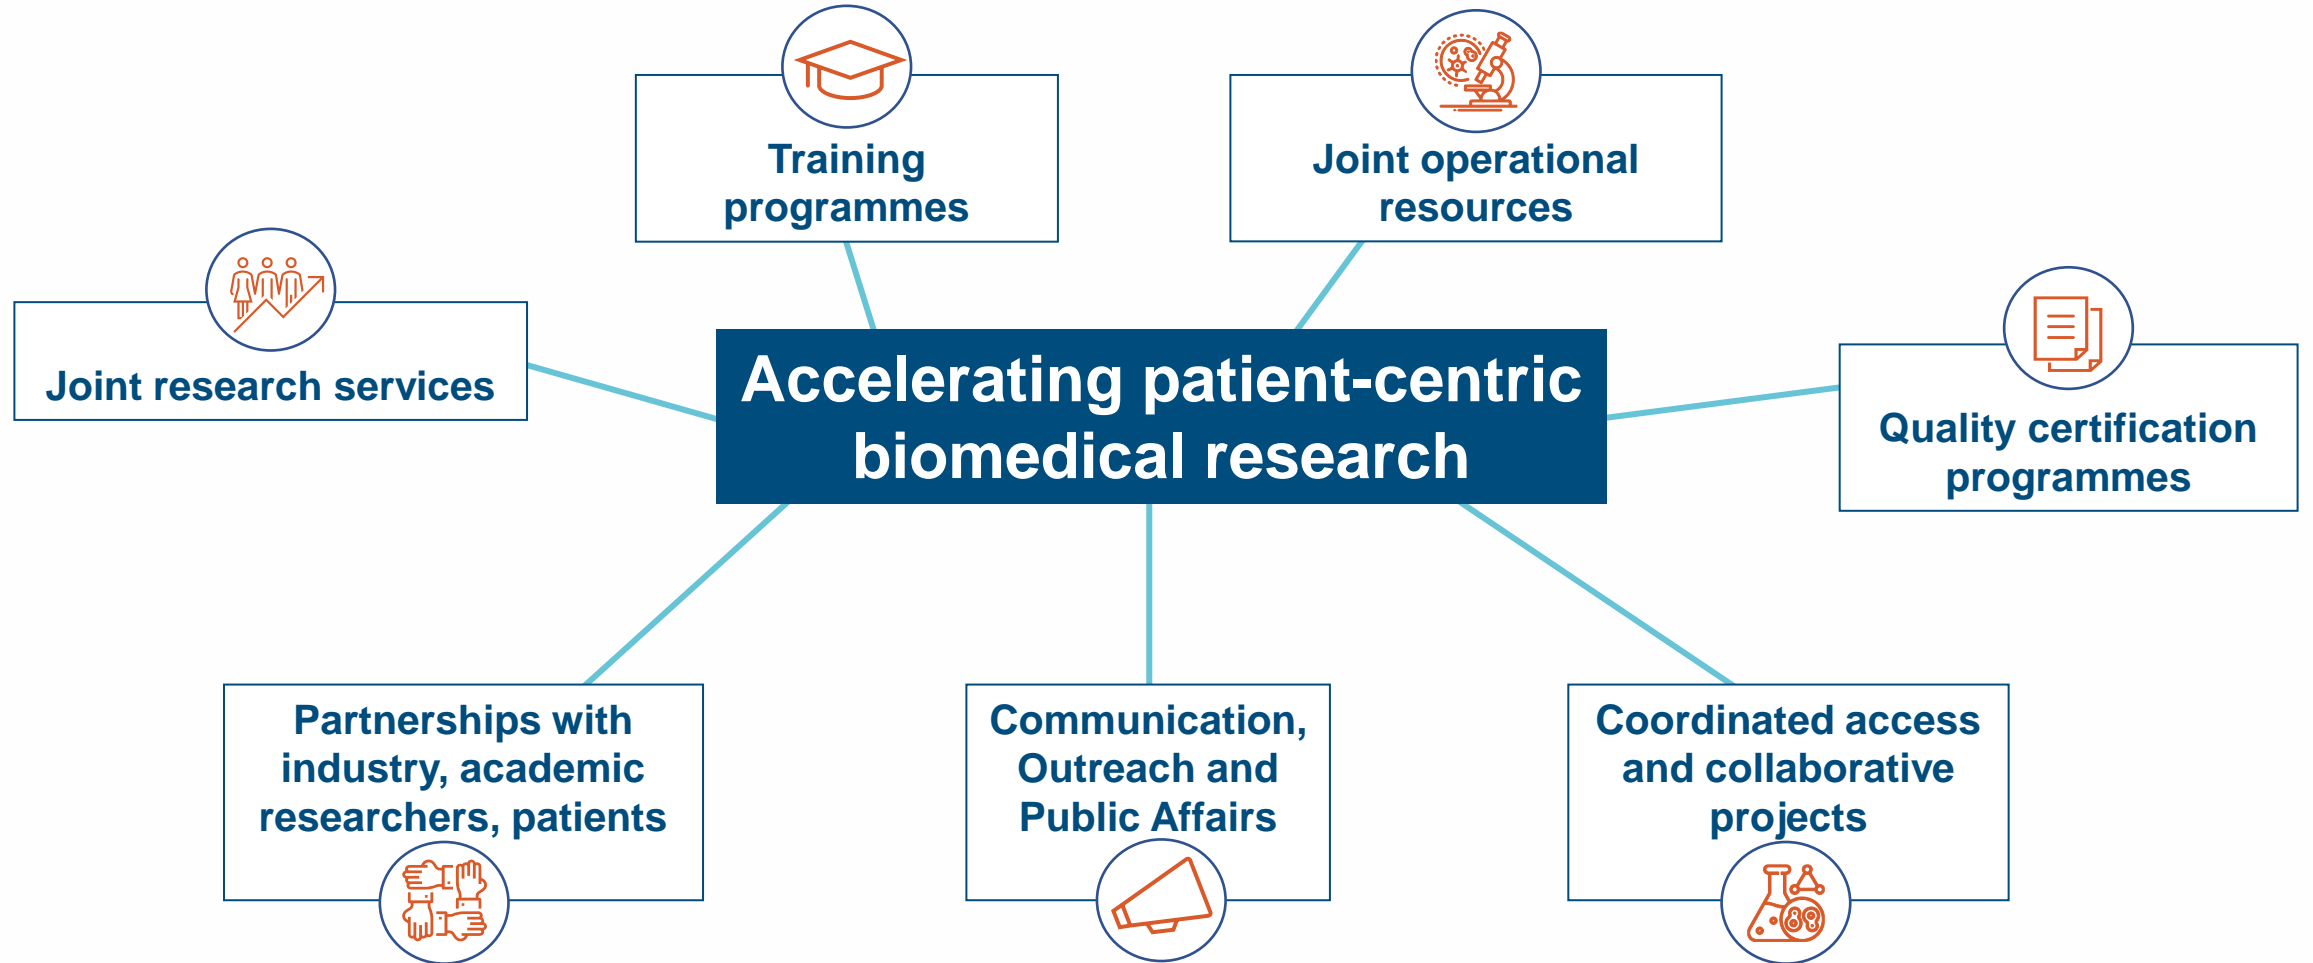 Training
programmes
Joint operational
resources
Joint research services
Accelerating patient-centric
biomedical research
Quality certification
programmes
Partnerships with
industry, academic
researchers, patients
Communication,
Outreach and
Public Affairs
Coordinated access
and collaborative
projects